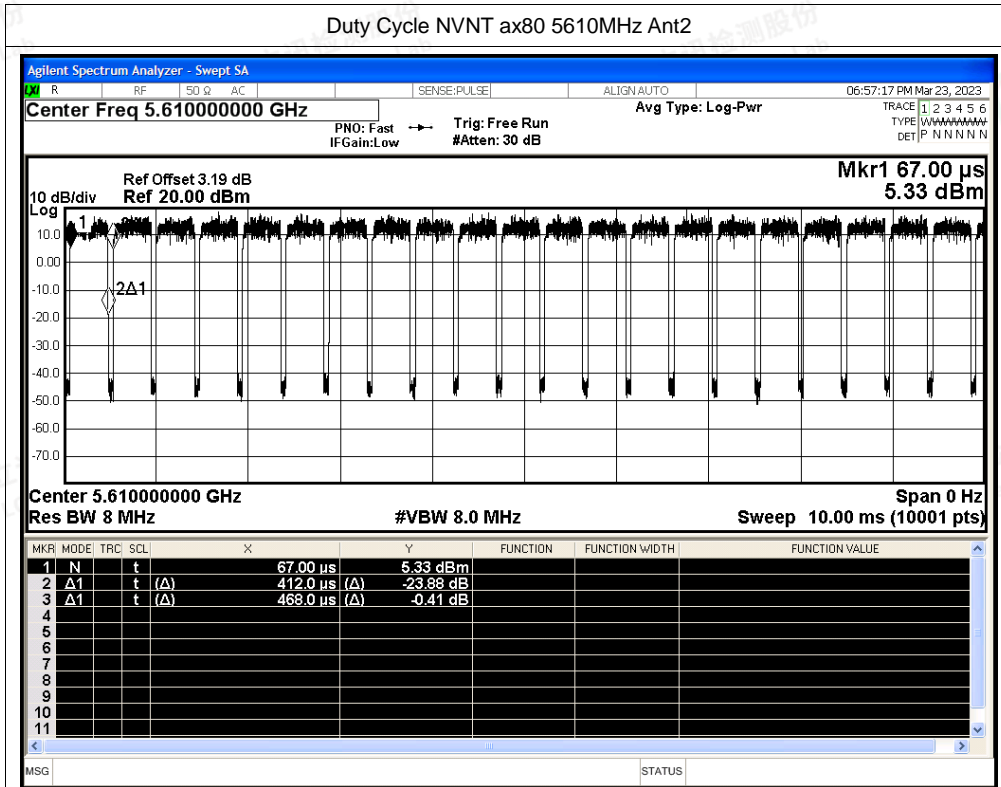 Duty Cycle NVNT ax80 5610MHz Ant2
Agilent Spectrum Analyzer - Swept SA
LXI R RF 50 Ω AC SENSE:PULSE ALIGN AUTO 06:57:17 PM Mar 23, 2023
Center Freq 5.610000000 GHz Avg Type: Log-Pwr TRACE 1 2 3 4 5 6
PNO: Fast Trig: Free Run TYPE WWWWWW
IFGain:Low #Atten: 30 dB DET P N N N N N
Mkr1 67.00 µs
Ref Offset 3.19 dB
10 dB/div Ref 20.00 dBm 5.33 dBm
Log
1
10.0
0.00
-10.0
2Δ1
-20.0
-30.0
-40.0
-50.0
-60.0
-70.0
Center 5.610000000 GHz Span 0 Hz
Res BW 8 MHz #VBW 8.0 MHz Sweep 10.00 ms (10001 pts)
MKR MODE TRC SCL X Y FUNCTION FUNCTION WIDTH FUNCTION VALUE
1 N t 67.00 µs 5.33 dBm
2 Δ1 t (Δ) 412.0 µs (Δ) -23.88 dB
3 Δ1 t (Δ) 468.0 µs (Δ) -0.41 dB
4
5
6
7
8
9
10
11
MSG STATUS